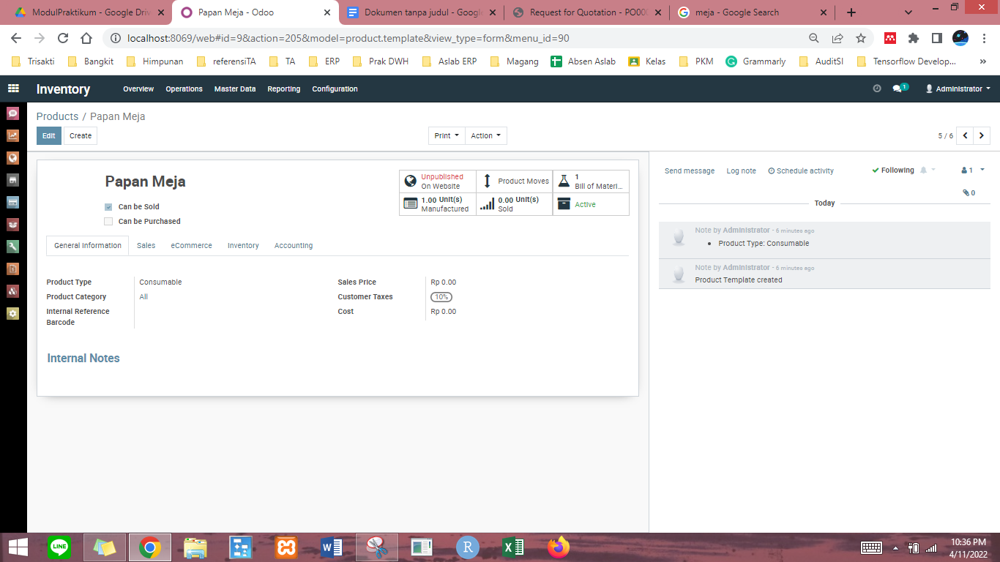 ModulPraktikum - Google Driv
Papan Meja - Odoo
Dokumen tanpa judul - Google
Request for Quotation - PO000
meja - Google Search
localhost:8069/web#id=9&action=205&model=product.template&view_type=form&menu_id=90
Trisakti
Bangkit
Himpunan
referensiTA
TA
ERP
Prak DWH
Aslab ERP
Magang
Absen Aslab
Kelas
PKM
Grammarly
AuditSI
Tensorflow Develop...
»
Inventory
Overview
Operations
Master Data
Reporting
Configuration
1
Administrator
Products / Papan Meja
Edit
Create
Print
Action
5 / 6
Papan Meja
Can be Sold
Can be Purchased
Unpublished
On Website
Product Moves
1
Bill of Materi...
1.00 Unit(s)
Manufactured
0.00 Unit(s)
Sold
Active
General Information
Sales
eCommerce
Inventory
Accounting
Product Type
Consumable
Product Category
All
Internal Reference
Barcode
Sales Price
Rp 0.00
Customer Taxes
10%
Cost
Rp 0.00
Internal Notes
Send message
Log note
Schedule activity
Following
1
0
Today
Note by Administrator - 6 minutes ago
Product Type: Consumable
Note by Administrator - 6 minutes ago
Product Template created
LINE
R
10:36 PM
4/11/2022